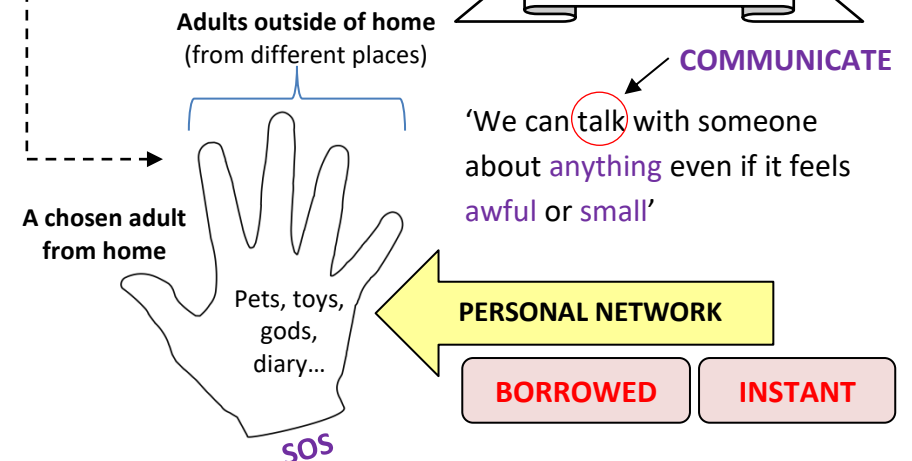 Adults outside of home
(from different places)
COMMUNICATE
‘We can talk with someone
about anything even if it feels
awful or small’
A chosen adult
from home
Pets, toys,
gods,
diary…
PERSONAL NETWORK
BORROWED
INSTANT
SOS